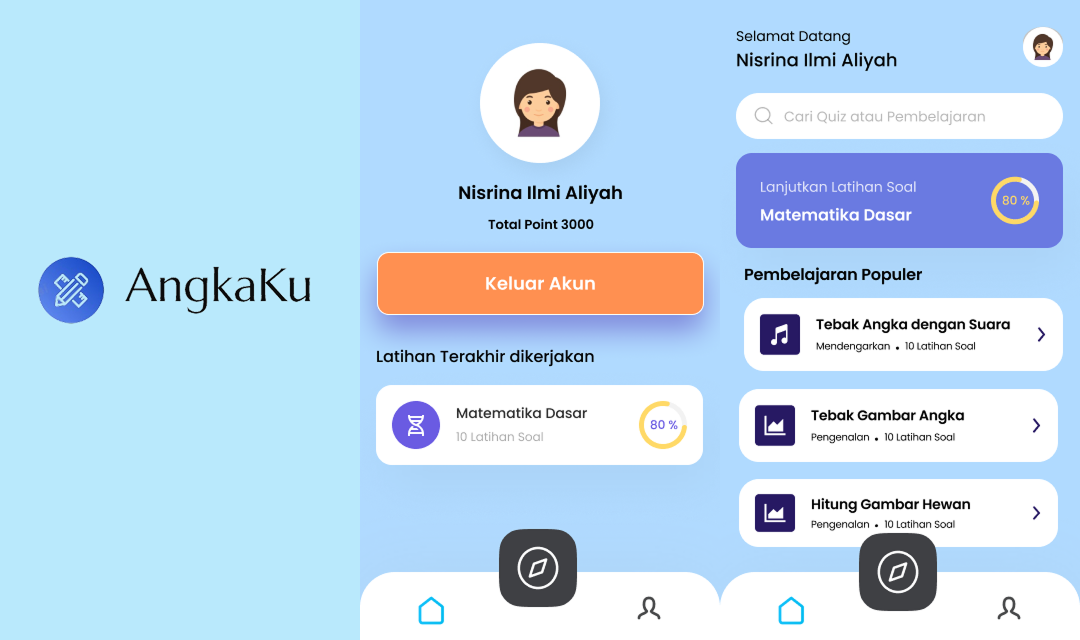 AngkaKu
Nisrina Ilmi Aliyah
Total Point 3000
Keluar Akun
Latihan Terakhir dikerjakan
Matematika Dasar
10 Latihan Soal
80 %
Selamat Datang
Nisrina Ilmi Aliyah
Cari Quiz atau Pembelajaran
Lanjutkan Latihan Soal
Matematika Dasar
80 %
Pembelajaran Populer
Tebak Angka dengan Suara
Mendengarkan • 10 Latihan Soal
Tebak Gambar Angka
Pengenalan • 10 Latihan Soal
Hitung Gambar Hewan
Pengenalan • 10 Latihan Soal